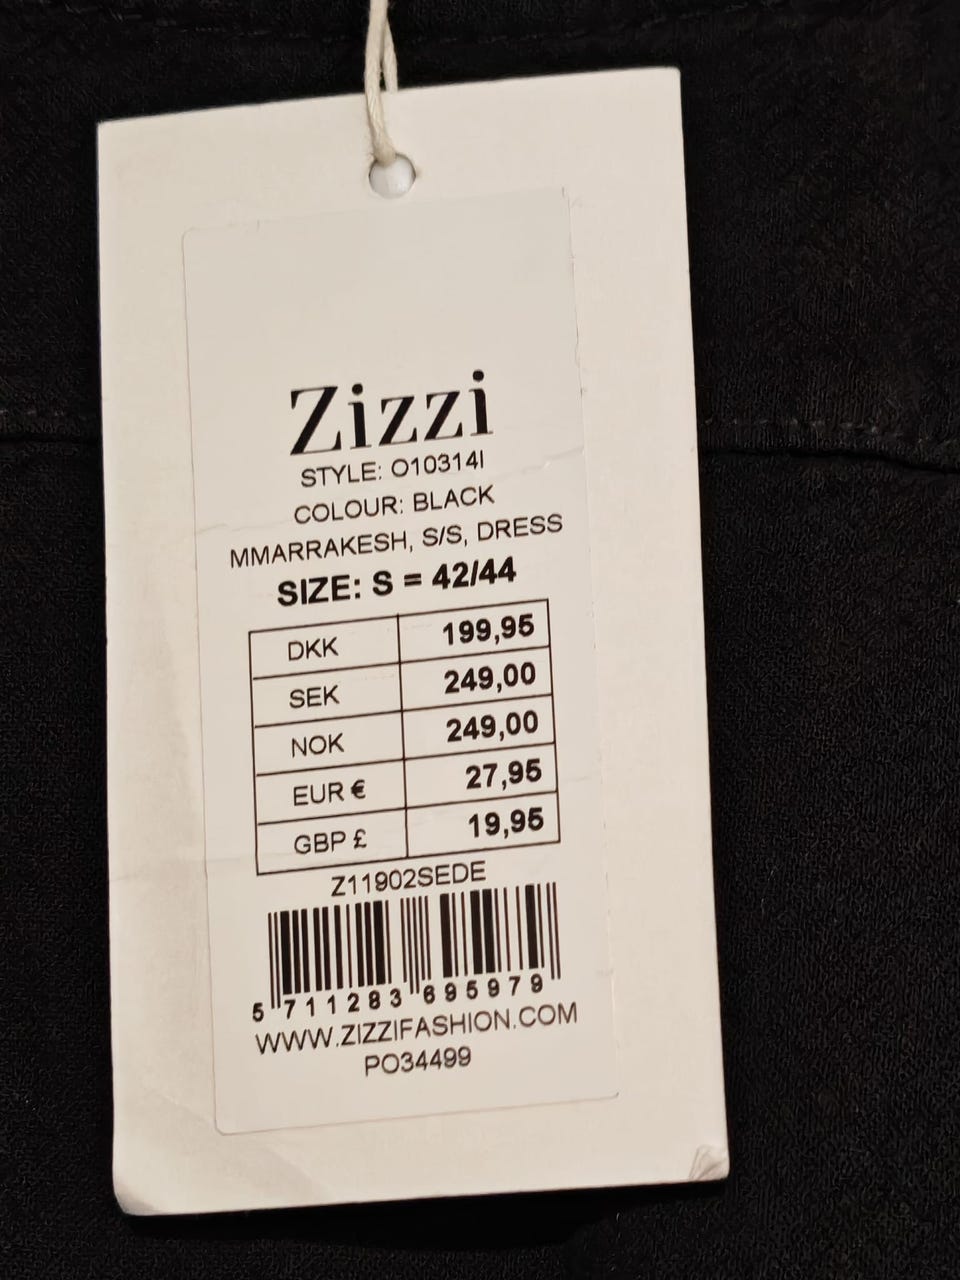 Zizzi
STYLE: O10314I
COLOUR: BLACK
MMARRAKESH, S/S, DRESS
SIZE: S = 42/44
DKK 199,95
SEK 249,00
NOK 249,00
EUR € 27,95
GBP £ 19,95
Z11902SEDE
5 711283 695979
WWW.ZIZZIFASHION.COM
PO34499